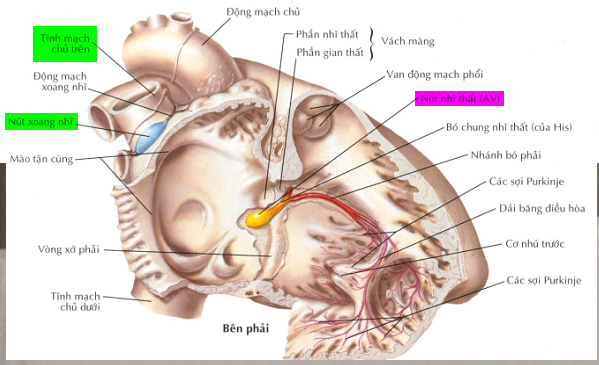 Động mạch chủ
Tĩnh mạch
chủ trên
Phần nhĩ thất
Phần gian thất
Vách màng
Động mạch
xoang nhĩ
Van động mạch phổi
Nút nhĩ thất (AV)
Nút xoang nhĩ
Bó chung nhĩ thất (của His)
Mào tận cùng
Nhánh bó phải
Các sợi Purkinje
Dải băng điều hòa
Vòng xớ phải
Cơ nhú trước
Các sợi Purkinje
Tĩnh mạch
chủ dưới
Bên phải